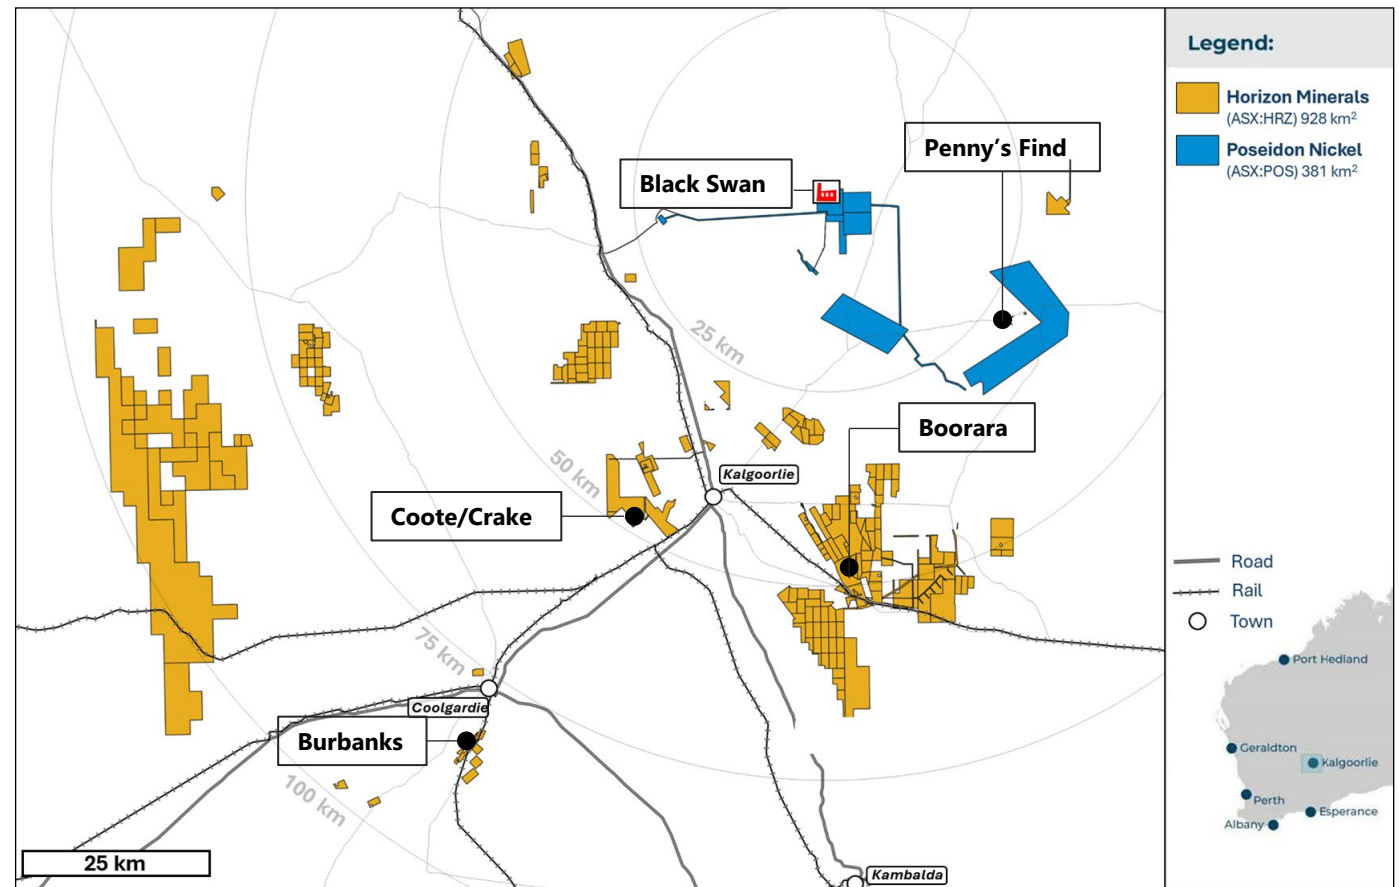 Legend:
Horizon Minerals
(ASX:HRZ) 928 km²
Poseidon Nickel
(ASX:POS) 381 km²
Penny’s Find
Black Swan
25 km
Boorara
Kalgoorlie
50 km
Coote/Crake
75 km
Coolgardie
Burbanks
100 km
25 km
Kambalda
Road
Rail
Town
Port Hedland
Geraldton
Kalgoorlie
Perth
Esperance
Albany